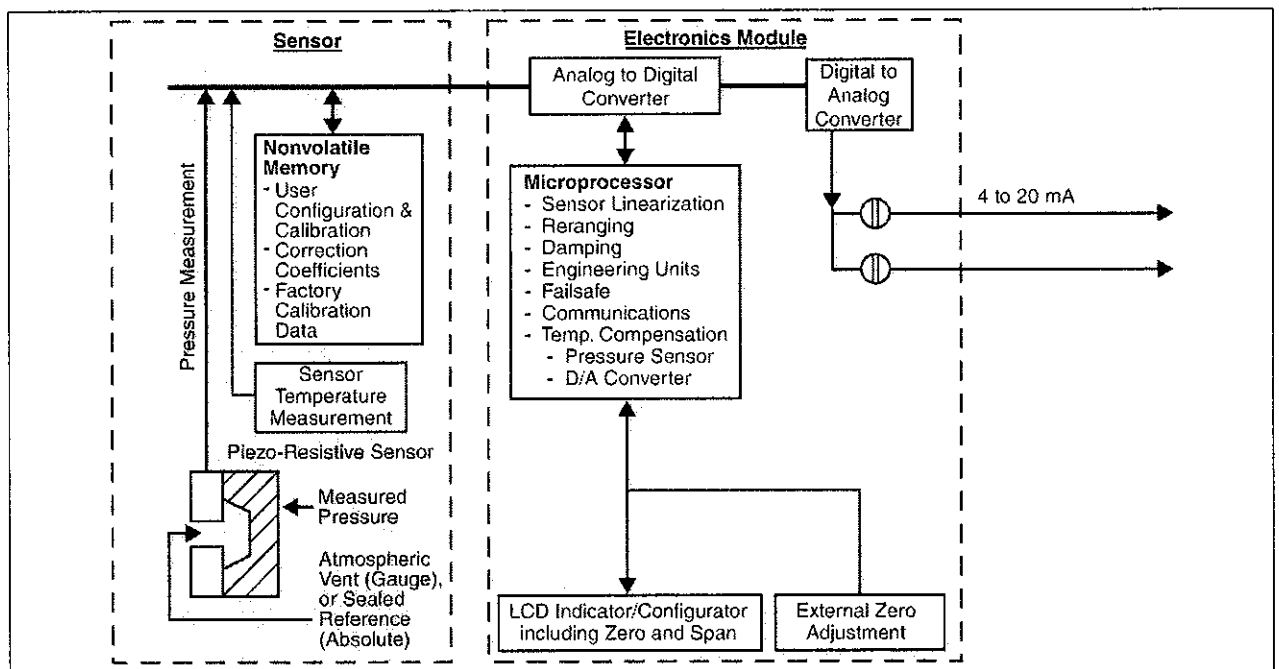 Sensor
Pressure Measurement
Nonvolatile
Memory
- User
Configuration &
Calibration
- Correction
Coefficients
- Factory
Calibration
Data
Sensor
Temperature
Measurement
Piezo-Resistive Sensor
Measured
Pressure
Atmospheric
Vent (Gauge),
or Sealed
Reference
(Absolute)
Electronics Module
Analog to Digital
Converter
Digital to
Analog
Converter
Microprocessor
- Sensor Linearization
- Reranging
- Damping
- Engineering Units
- Failsafe
- Communications
- Temp. Compensation
- Pressure Sensor
- D/A Converter
4 to 20 mA
LCD Indicator/Configurator
including Zero and Span
External Zero
Adjustment